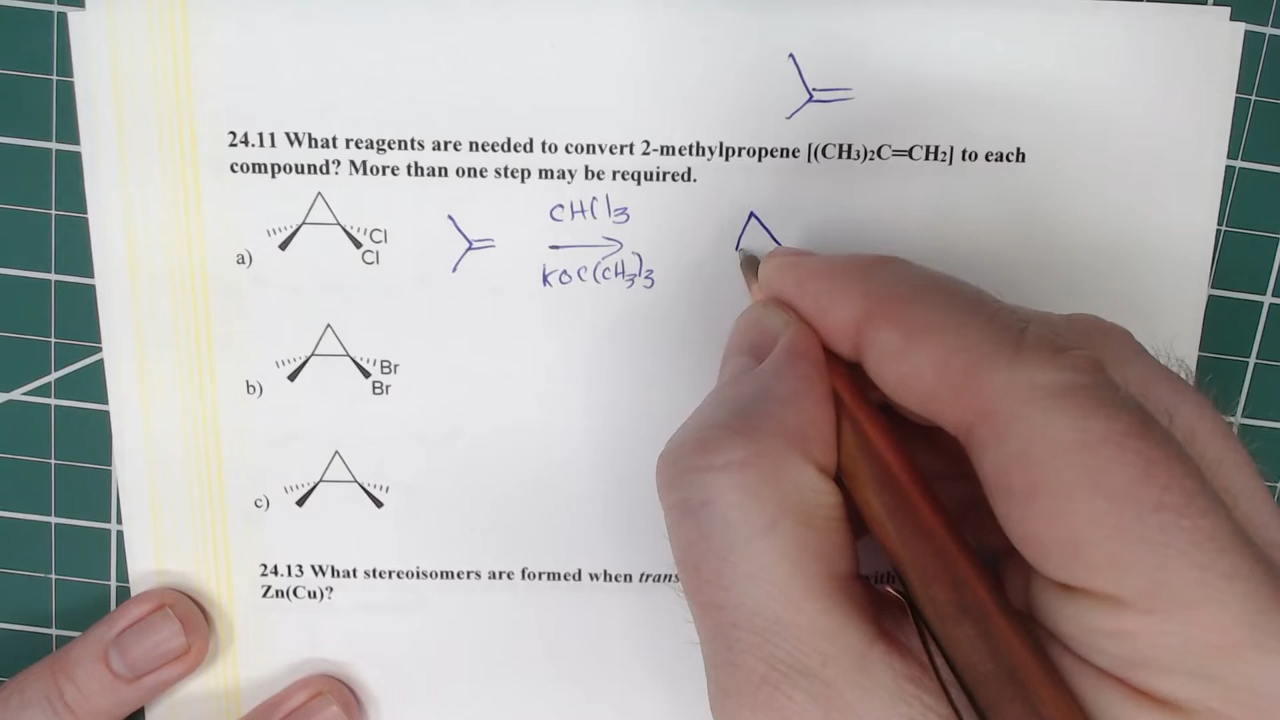 24.11 What reagents are needed to convert 2-methylpropene [(CH3)2C=CH2] to each
compound? More than one step may be required.
a)
Cl
Cl
CHCl3
KOC(CH3)3
b)
Br
Br
c)
24.13 What stereoisomers are formed when trans with
Zn(Cu)?